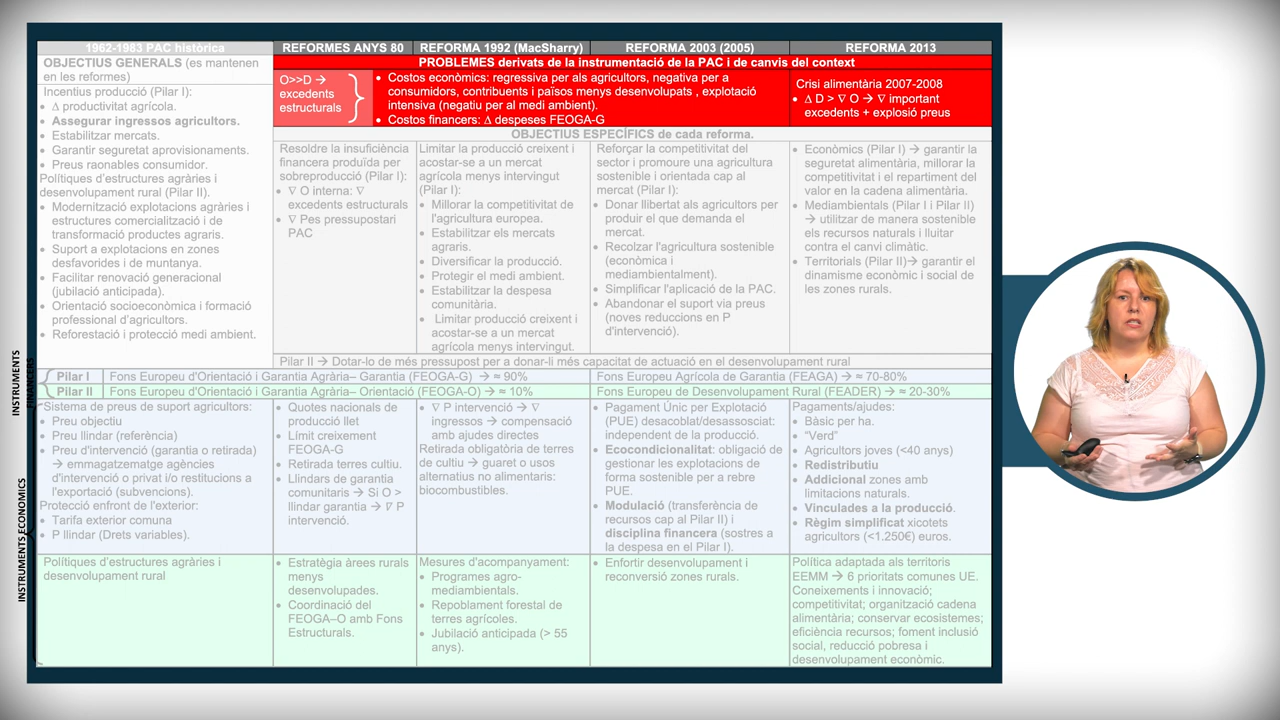 1962-1983 PAC històrica
REFORMES ANYS 80
REFORMA 1992 (MacSharry)
REFORMA 2003 (2005)
REFORMA 2013
OBJECTIUS GENERALS (es mantenen
en les reformes)
PROBLEMES derivats de la instrumentació de la PAC i de canvis del context
O>>D →
excedents
estructurals
• Costos econòmics: regressiva per als agricultors, negativa per a
consumidors, contribuents i països menys desenvolupats , explotació
intensiva (negatiu per al medi ambient).
• Costos financers: Δ despeses FEOGA-G
Crisi alimentària 2007-2008
• Δ D > ∇ O → ∇ important
excedents + explosió preus
Incentius producció (Pilar I):
• Δ productivitat agrícola.
• Assegurar ingressos agricultors.
• Estabilitzar mercats.
• Garantir seguretat aprovisionaments.
• Preus raonables consumidor.
Polítiques d'estructures agràries i
desenvolupament rural (Pilar II).
• Modernització explotacions agràries i
estructures comercialització i de
transformació productes agraris.
• Suport a explotacions en zones
desfavorides i de muntanya.
• Facilitar renovació generacional
(jubilació anticipada).
• Orientació socioeconòmica i formació
professional d'agricultors.
• Reforestació i protecció medi ambient.
OBJECTIUS ESPECÍFICS de cada reforma.
Resoldre la insuficiència
financera produïda per
sobreproducció (Pilar I):
• ∇ O interna: ∇
excedents estructurals
• ∇ Pes pressupostari
PAC
Limitar la producció creixent i
acostar-se a un mercat
agrícola menys intervingut
(Pilar I):
• Millorar la competitivitat de
l'agricultura europea.
• Estabilitzar els mercats
agraris.
• Diversificar la producció.
• Protegir el medi ambient.
• Estabilitzar la despesa
comunitària.
• Limitar producció creixent i
acostar-se a un mercat
agrícola menys intervingut.
Reforçar la competitivitat del
sector i promoure una agricultura
sostenible i orientada cap al
mercat (Pilar I):
• Donar llibertat als agricultors per
produir el que demanda el
mercat.
• Recolzar l'agricultura sostenible
(econòmica i
mediambientalment).
• Simplificar l'aplicació de la PAC.
• Abandonar el suport via preus
(noves reduccions en P
d'intervenció).
• Econòmics (Pilar I) → garantir la
seguretat alimentària, millorar la
competitivitat i el repartiment del
valor en la cadena alimentària.
• Mediambientals (Pilar I i Pilar II)
→ utilitzar de manera sostenible
els recursos naturals i lluitar
contra el canvi climàtic.
• Territorials (Pilar II)→ garantir el
dinamisme econòmic i social de
les zones rurals.
Pilar II → Dotar-lo de més pressupost per a donar-li més capacitat de actuació en el desenvolupament rural
INSTRUMENTS
FINANCERS
Pilar I
Fons Europeu d'Orientació i Garantia Agrària– Garantia (FEOGA-G) → ≈ 90%
Fons Europeu Agrícola de Garantia (FEAGA) → ≈ 70-80%
Pilar II
Fons Europeu d'Orientació i Garantia Agrària– Orientació (FEOGA-O) → ≈ 10%
Fons Europeu de Desenvolupament Rural (FEADER) → ≈ 20-30%
INSTRUMENTS ECONOMICS
Sistema de preus de suport agricultors:
• Preu objectiu
• Preu llindar (referència)
• Preu d'intervenció (garantia o retirada)
→ emmagatzematge agències
d'intervenció o privat i/o restitucions a
l'exportació (subvencions).
Protecció enfront de l'exterior:
• Tarifa exterior comuna
• P llindar (Drets variables).
• Quotes nacionals de
producció llet
• Límit creixement
FEOGA-G
• Retirada terres cultiu.
• Llindars de garantia
comunitaris → Si O >
llindar garantia → ∇ P
intervenció.
• ∇ P intervenció → ∇
ingressos → compensació
amb ajudes directes
Retirada obligatòria de terres
de cultiu → guaret o usos
alternatius no alimentaris:
biocombustibles.
• Pagament Únic per Explotació
(PUE) desacoblat/desassociat:
independent de la producció.
• Ecocondicionalitat: obligació de
gestionar les explotacions de
forma sostenible per a rebre
PUE.
• Modulació (transferència de
recursos cap al Pilar II) i
disciplina financera (sostres a
la despesa en el Pilar I).
Pagaments/ajudes:
• Bàsic per ha.
• “Verd”
• Agricultors joves (<40 anys)
• Redistributiu
• Addicional zones amb
limitacions naturals.
• Vinculades a la producció.
• Règim simplificat xicotets
agricultors (<1.250€) euros.
Polítiques d'estructures agràries i
desenvolupament rural
• Estratègia àrees rurals
menys
desenvolupades.
• Coordinació del
FEOGA–O amb Fons
Estructurals.
Mesures d'acompanyament:
• Programes agro-
mediambientals.
• Repoblament forestal de
terres agrícoles.
• Jubilació anticipada (> 55
anys).
• Enfortir desenvolupament i
reconversió zones rurals.
Política adaptada als territoris
EEMM → 6 prioritats comunes UE.
Coneixements i innovació;
competitivitat; organització cadena
alimentària; conservar ecosistemes;
eficiència recursos; foment inclusió
social, reducció pobresa i
desenvolupament econòmic.